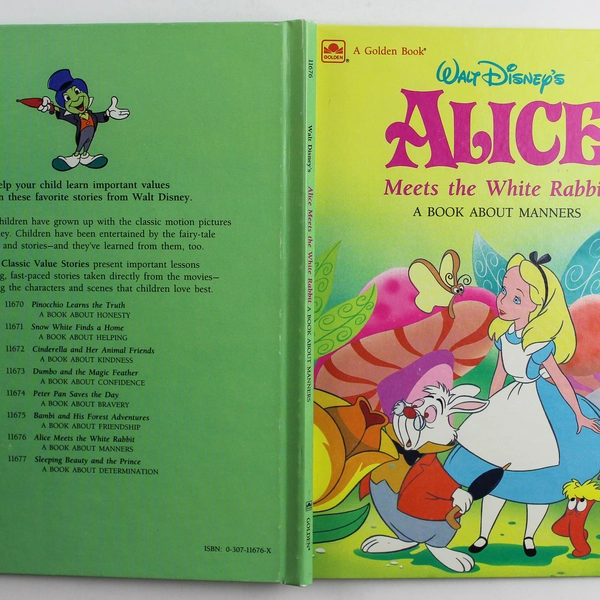 elp your child learn important values
h these favorite stories from Walt Disney.
hildren have grown up with the classic motion pictures
ey. Children have been entertained by the fairy-tale
and stories—and they've learned from them, too.
Classic Value Stories present important lessons
g, fast-paced stories taken directly from the movies—
ng the characters and scenes that children love best.
11670 Pinocchio Learns the Truth
A BOOK ABOUT HONESTY
11671 Snow White Finds a Home
A BOOK ABOUT HELPING
11672 Cinderella and Her Animal Friends
A BOOK ABOUT KINDNESS
11673 Dumbo and the Magic Feather
A BOOK ABOUT CONFIDENCE
11674 Peter Pan Saves the Day
A BOOK ABOUT BRAVERY
11675 Bambi and His Forest Adventures
A BOOK ABOUT FRIENDSHIP
11676 Alice Meets the White Rabbit
A BOOK ABOUT MANNERS
11677 Sleeping Beauty and the Prince
A BOOK ABOUT DETERMINATION
ISBN: 0-307-11676-X
11676 Walt Disney's Alice Meets the White Rabbit A BOOK ABOUT MANNERS GOLDEN®
GOLDEN®
A Golden Book®
WALT DISNEY'S
ALICE
Meets the White Rabbi
A BOOK ABOUT MANNERS